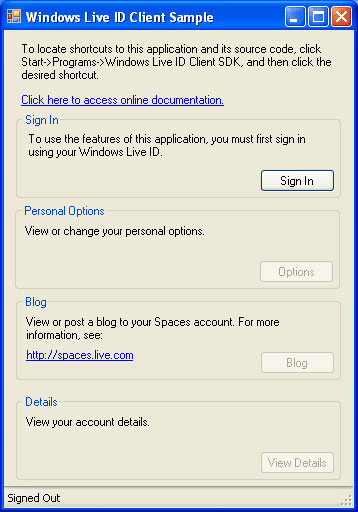 Windows Live ID Client Sample
To locate shortcuts to this application and its source code, click
Start->Programs->Windows Live ID Client SDK, and then click the
desired shortcut.
Click here to access online documentation.
Sign In
To use the features of this application, you must first sign in
using your Windows Live ID.
Sign In
Personal Options
View or change your personal options.
Options
Blog
View or post a blog to your Spaces account. For more
information, see:
http://spaces.live.com
Blog
Details
View your account details.
View Details
Signed Out